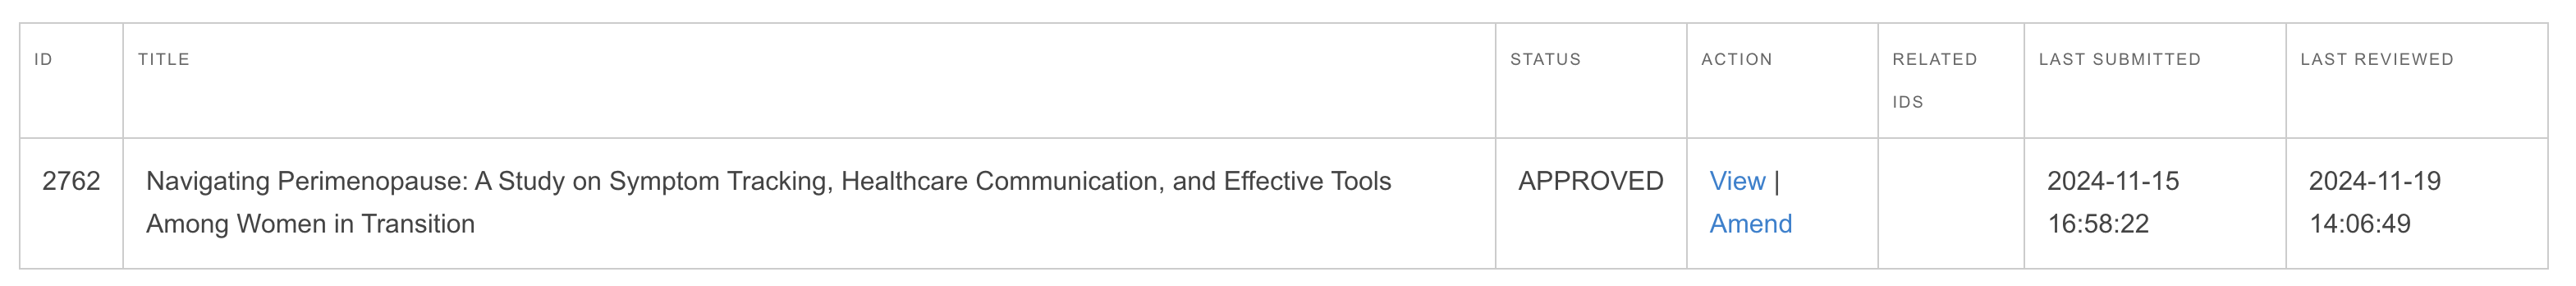 ID
TITLE
STATUS
ACTION
RELATED
IDS
LAST SUBMITTED
LAST REVIEWED
2762
Navigating Perimenopause: A Study on Symptom Tracking, Healthcare Communication, and Effective Tools
Among Women in Transition
APPROVED
View |
Amend
2024-11-15
16:58:22
2024-11-19
14:06:49